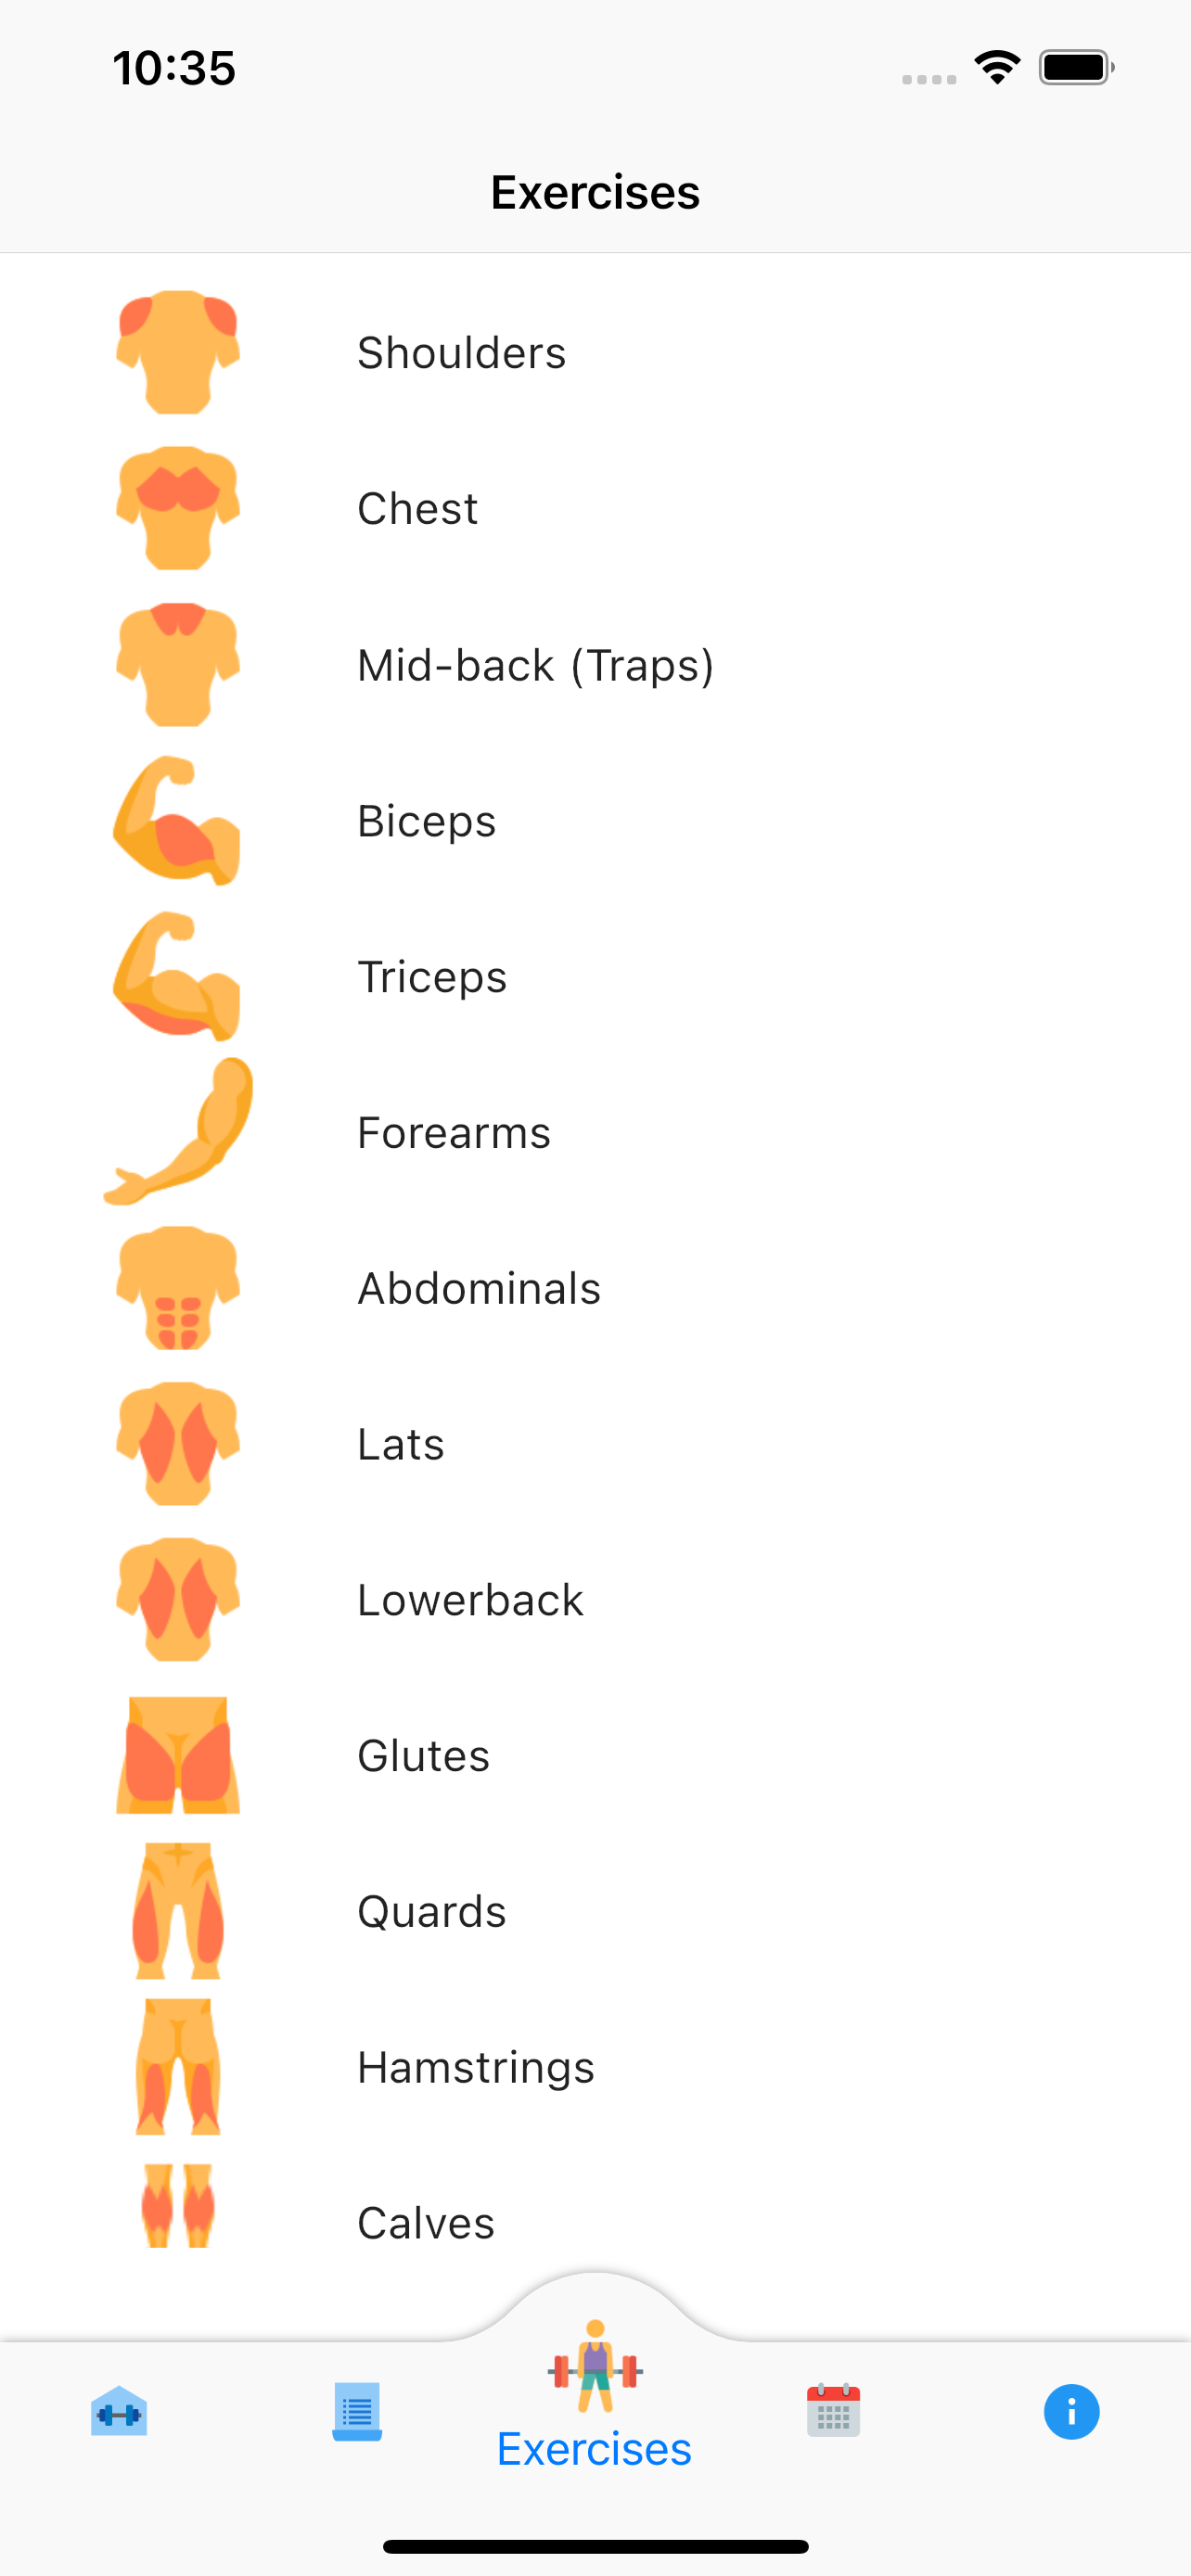 10:35
Exercises
Shoulders
Chest
Mid-back (Traps)
Biceps
Triceps
Forearms
Abdominals
Lats
Lowerback
Glutes
Quards
Hamstrings
Calves
Exercises